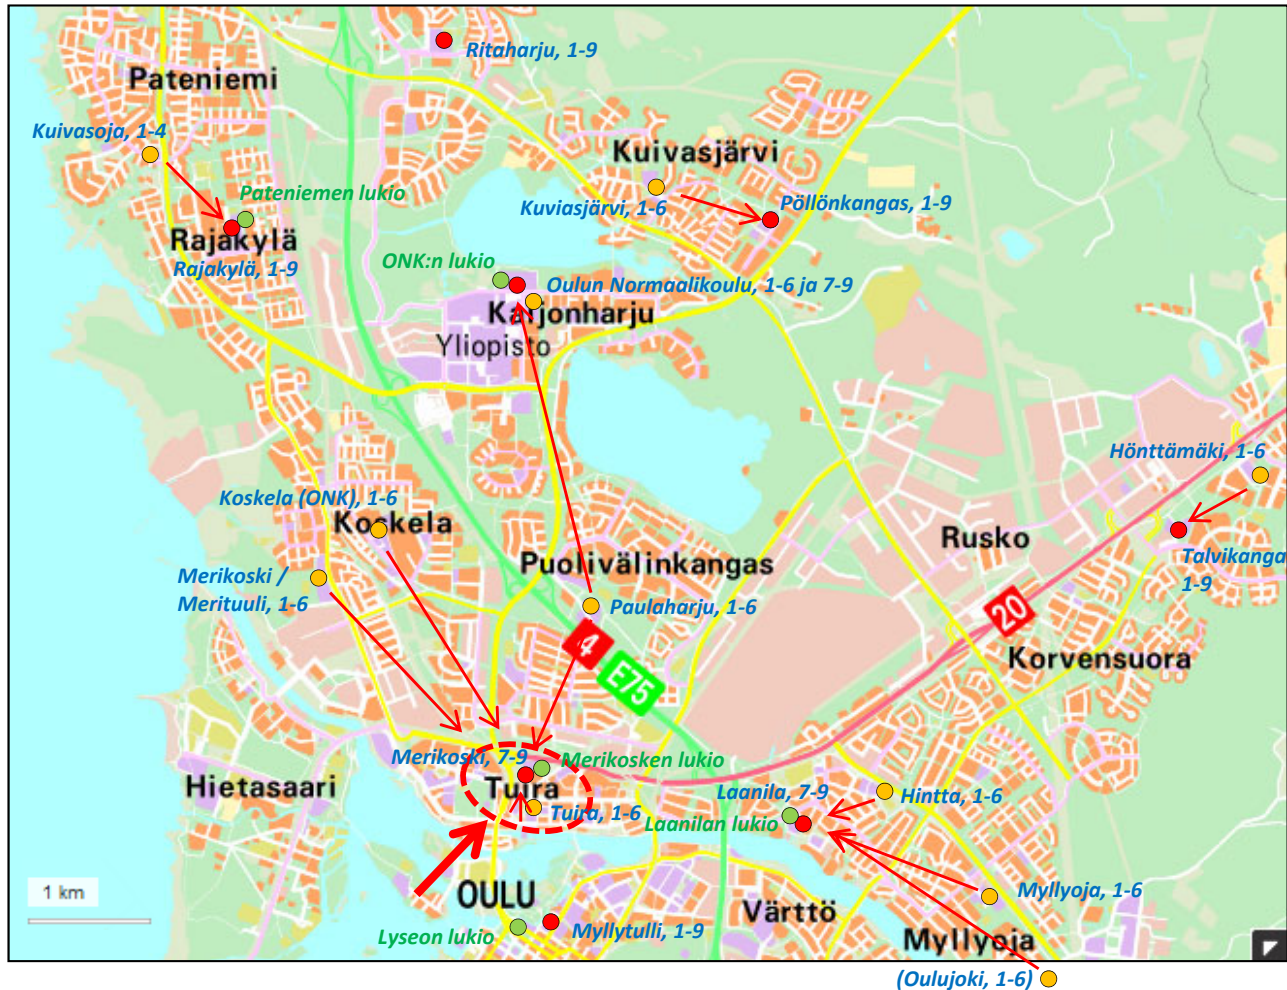 Ritaharju, 1-9
Pateniemi
Kuivasoja, 1-4
Kuivasjärvi
Pateniemen lukio
Kuviasjärvi, 1-6
Pöllönkangas, 1-9
Rajakylä
Rajakylä, 1-9
ONK:n lukio
Oulun Normaalikoulu, 1-6 ja 7-9
Kaijonharju
Yliopisto
Hönttämäki, 1-6
Koskela (ONK), 1-6
Koskela
Rusko
Talvikanga
1-9
Puolivälinkangas
Merikoski /
Merituuli, 1-6
Paulaharju, 1-6
20
4
E75
Korvensuora
Merikoski, 7-9
Merikosken lukio
Hietasaari
Tuira
Tuira, 1-6
Laanila, 7-9
Hintta, 1-6
Laanilan lukio
1 km
OULU
Myllyoja, 1-6
Värttö
Lyseon lukio
Myllytulli, 1-9
Myllyoja
(Oulujoki, 1-6)